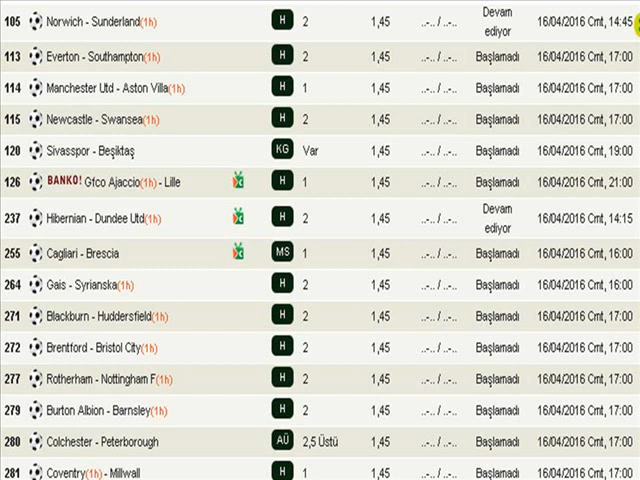 105 Norwich - Sunderland(1h) H 2 1,45 ..-.. / ..-.. Devam ediyor 16/04/2016 Cmt, 14:45
113 Everton - Southampton(1h) H 2 1,45 ..-.. / ..-.. Başlamadı 16/04/2016 Cmt, 17:00
114 Manchester Utd - Aston Villa(1h) H 1 1,45 ..-.. / ..-.. Başlamadı 16/04/2016 Cmt, 17:00
115 Newcastle - Swansea(1h) H 2 1,45 ..-.. / ..-.. Başlamadı 16/04/2016 Cmt, 17:00
120 Sivasspor - Beşiktaş KG Var 1,45 ..-.. / ..-.. Başlamadı 16/04/2016 Cmt, 19:00
126 BANKO! Gfco Ajaccio(1h) - Lille H 1 1,45 ..-.. / ..-.. Başlamadı 16/04/2016 Cmt, 21:00
237 Hibernian - Dundee Utd(1h) H 2 1,45 ..-.. / ..-.. Devam ediyor 16/04/2016 Cmt, 14:15
255 Cagliari - Brescia MS 1 1,45 ..-.. / ..-.. Başlamadı 16/04/2016 Cmt, 16:00
264 Gais - Syrianska(1h) H 2 1,45 ..-.. / ..-.. Başlamadı 16/04/2016 Cmt, 16:00
271 Blackburn - Huddersfield(1h) H 2 1,45 ..-.. / ..-.. Başlamadı 16/04/2016 Cmt, 17:00
272 Brentford - Bristol City(1h) H 2 1,45 ..-.. / ..-.. Başlamadı 16/04/2016 Cmt, 17:00
277 Rotherham - Nottingham F(1h) H 2 1,45 ..-.. / ..-.. Başlamadı 16/04/2016 Cmt, 17:00
279 Burton Albion - Barnsley(1h) H 2 1,45 ..-.. / ..-.. Başlamadı 16/04/2016 Cmt, 17:00
280 Colchester - Peterborough AÜ 2,5 Üstü 1,45 ..-.. / ..-.. Başlamadı 16/04/2016 Cmt, 17:00
281 Coventry(1h) - Millwall H 1 1,45 ..-.. / ..-.. Başlamadı 16/04/2016 Cmt, 17:00